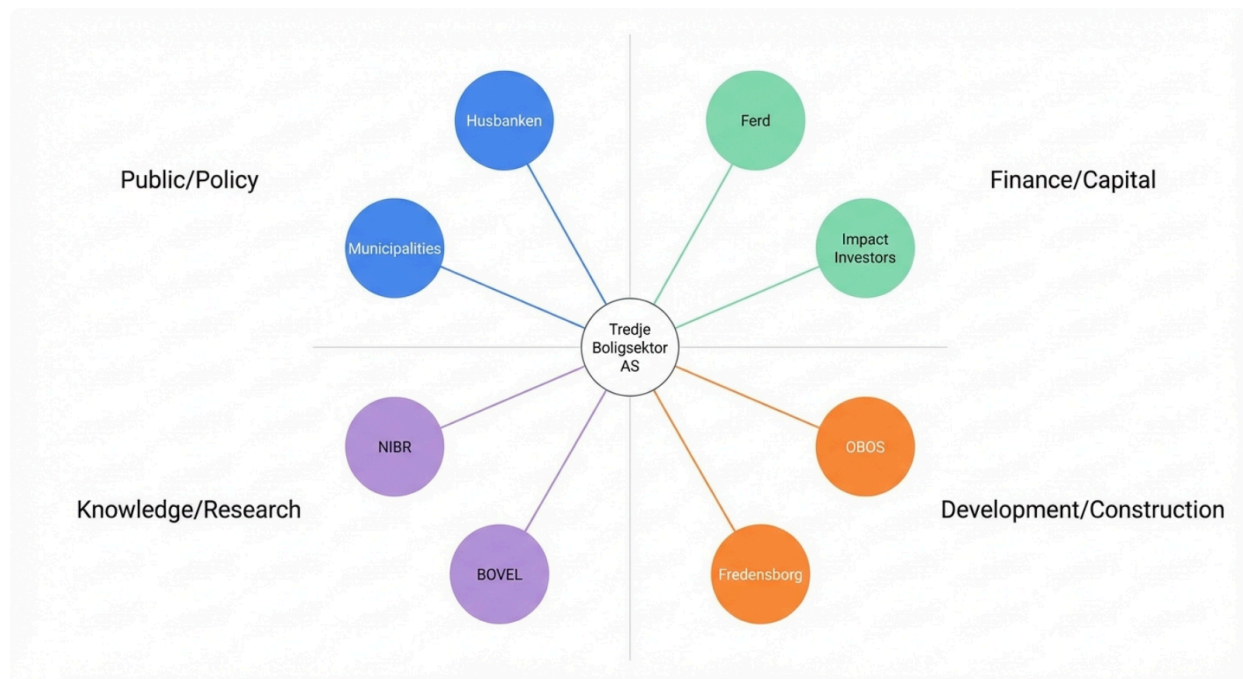 Husbanken
Ferd
Public/Policy
Finance/Capital
Municipalities
Impact
Investors
Tredje
Boligsektor
AS
NIBR
OBOS
Knowledge/Research
Development/Construction
BOVEL
Fredensborg